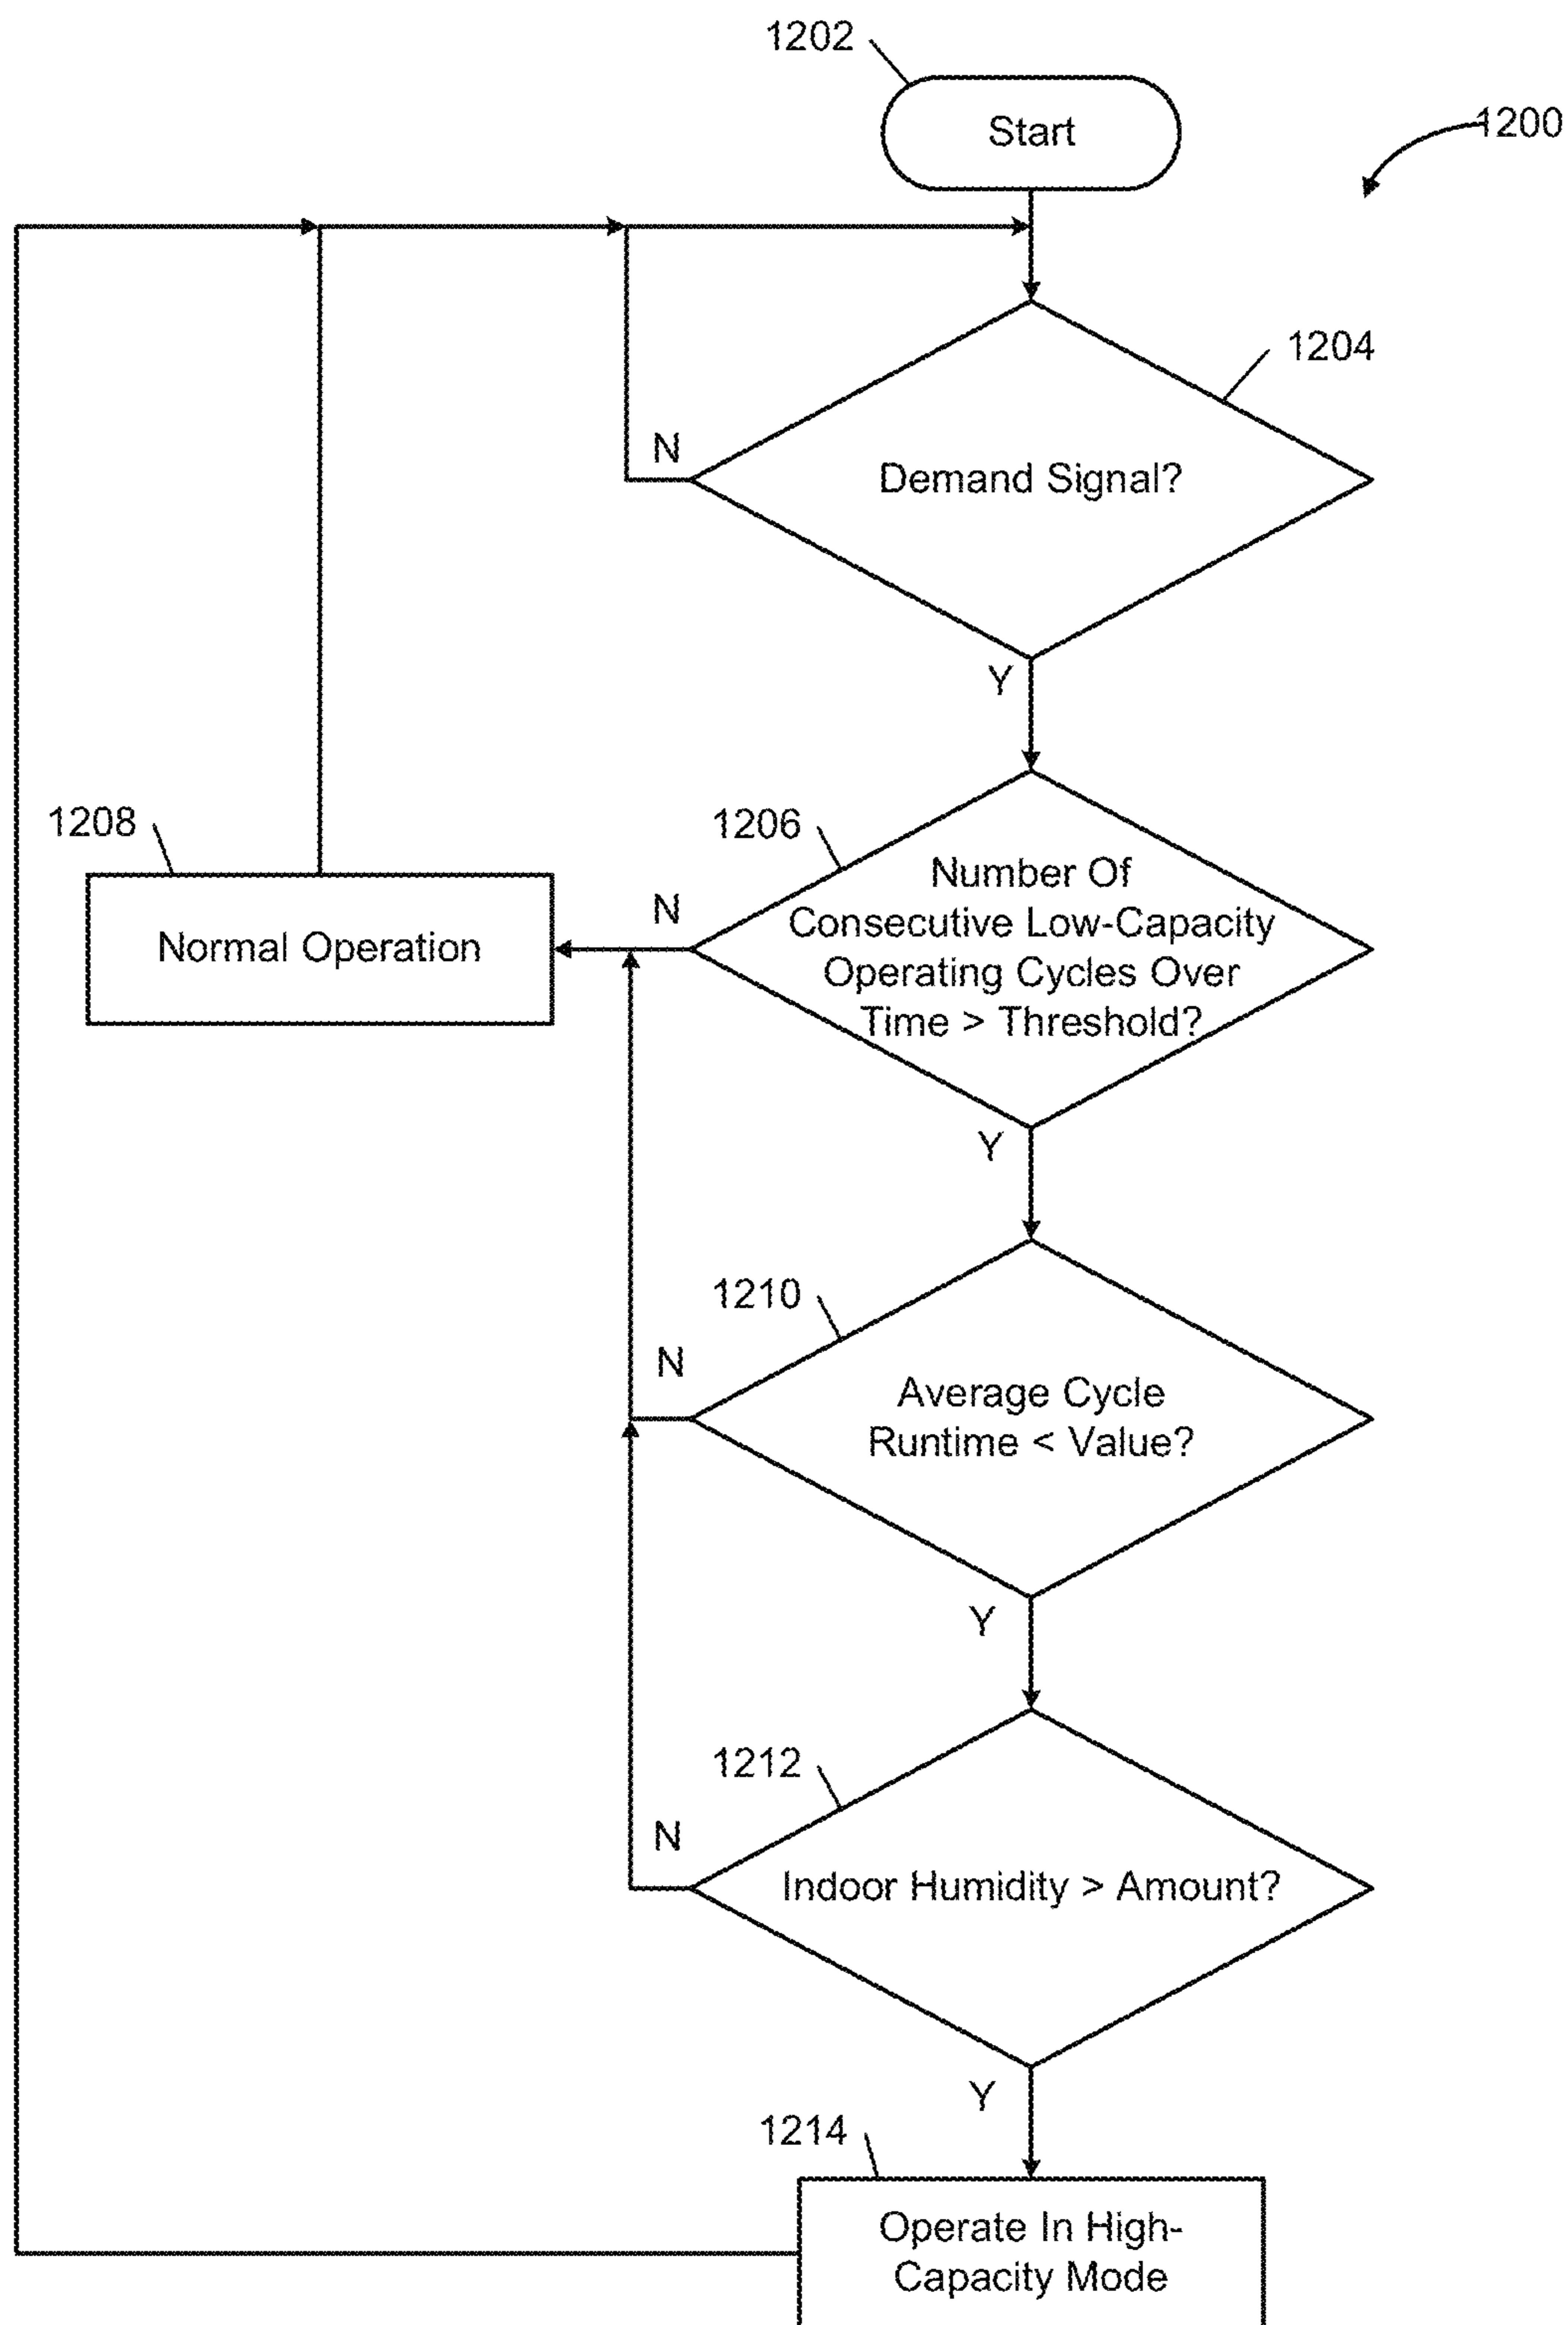 1202
Start
1200
1204
N
Demand Signal?
Y
1208
1206
Normal Operation
N
Number Of
Consecutive Low-Capacity
Operating Cycles Over
Time > Threshold?
Y
1210
N
Average Cycle
Runtime < Value?
Y
1212
N
Indoor Humidity > Amount?
Y
1214
Operate In High-
Capacity Mode